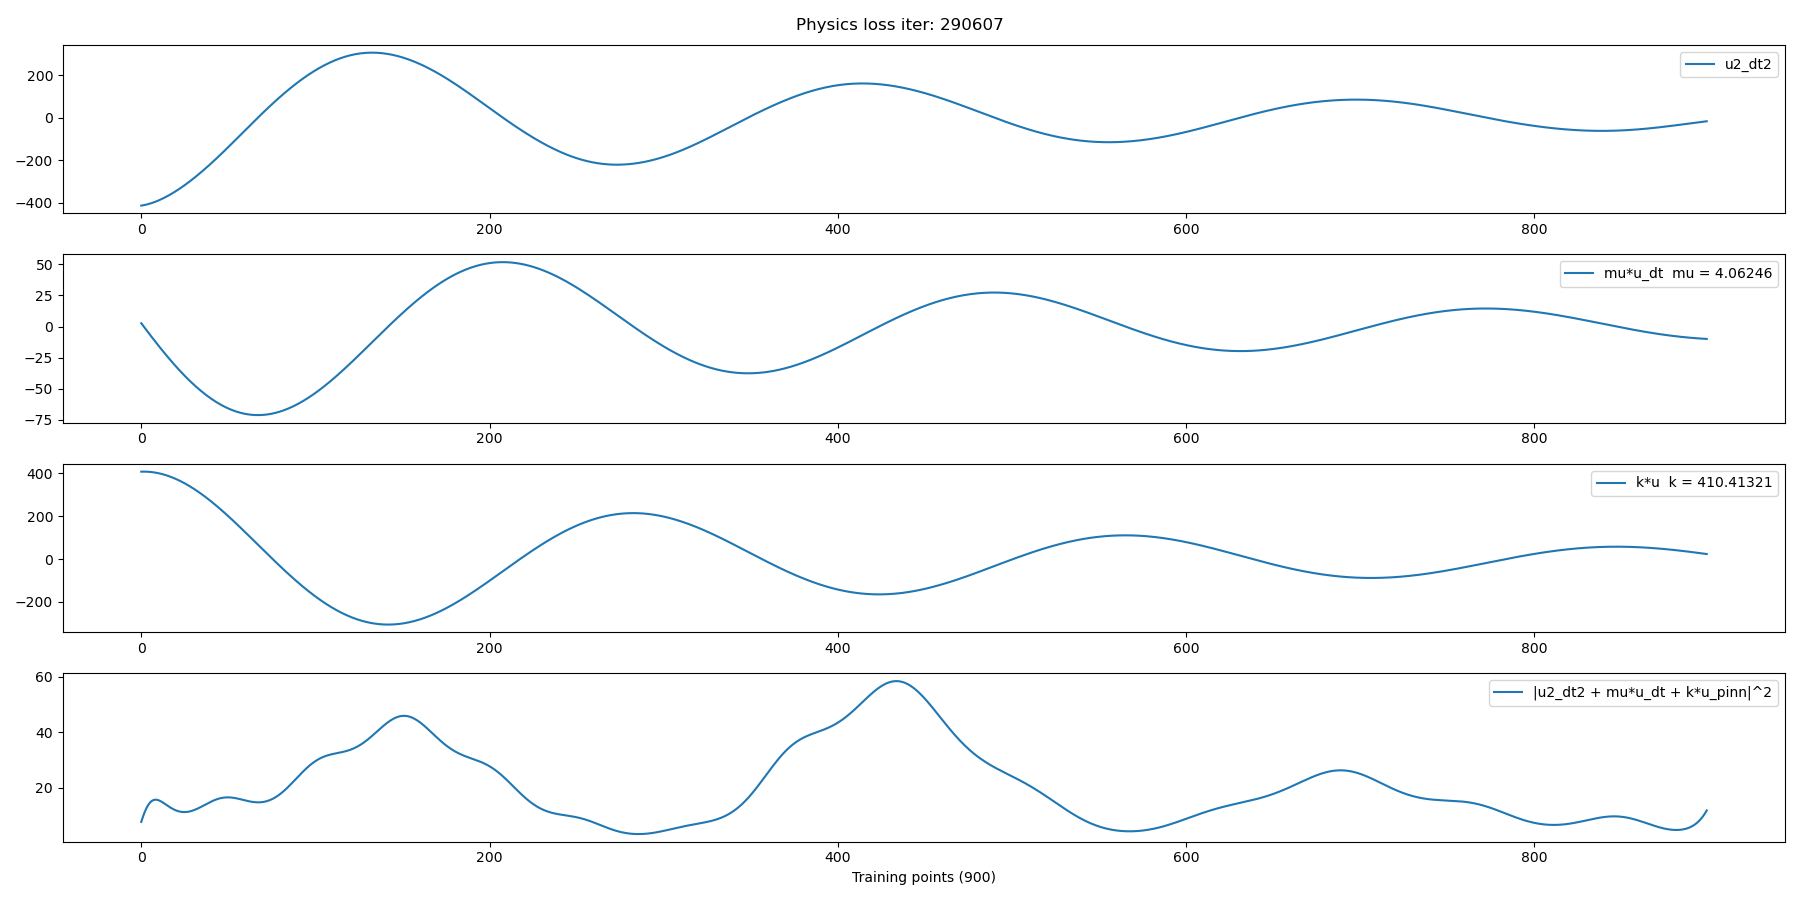 Physics loss iter: 290607
u2_dt2
200
0
−200
−400
0 200 400 600 800
mu*u_dt  mu = 4.06246
50
25
0
−25
−50
−75
0 200 400 600 800
k*u  k = 410.41321
400
200
0
−200
0 200 400 600 800
|u2_dt2 + mu*u_dt + k*u_pinn|^2
60
40
20
0 200 400 600 800
Training points (900)